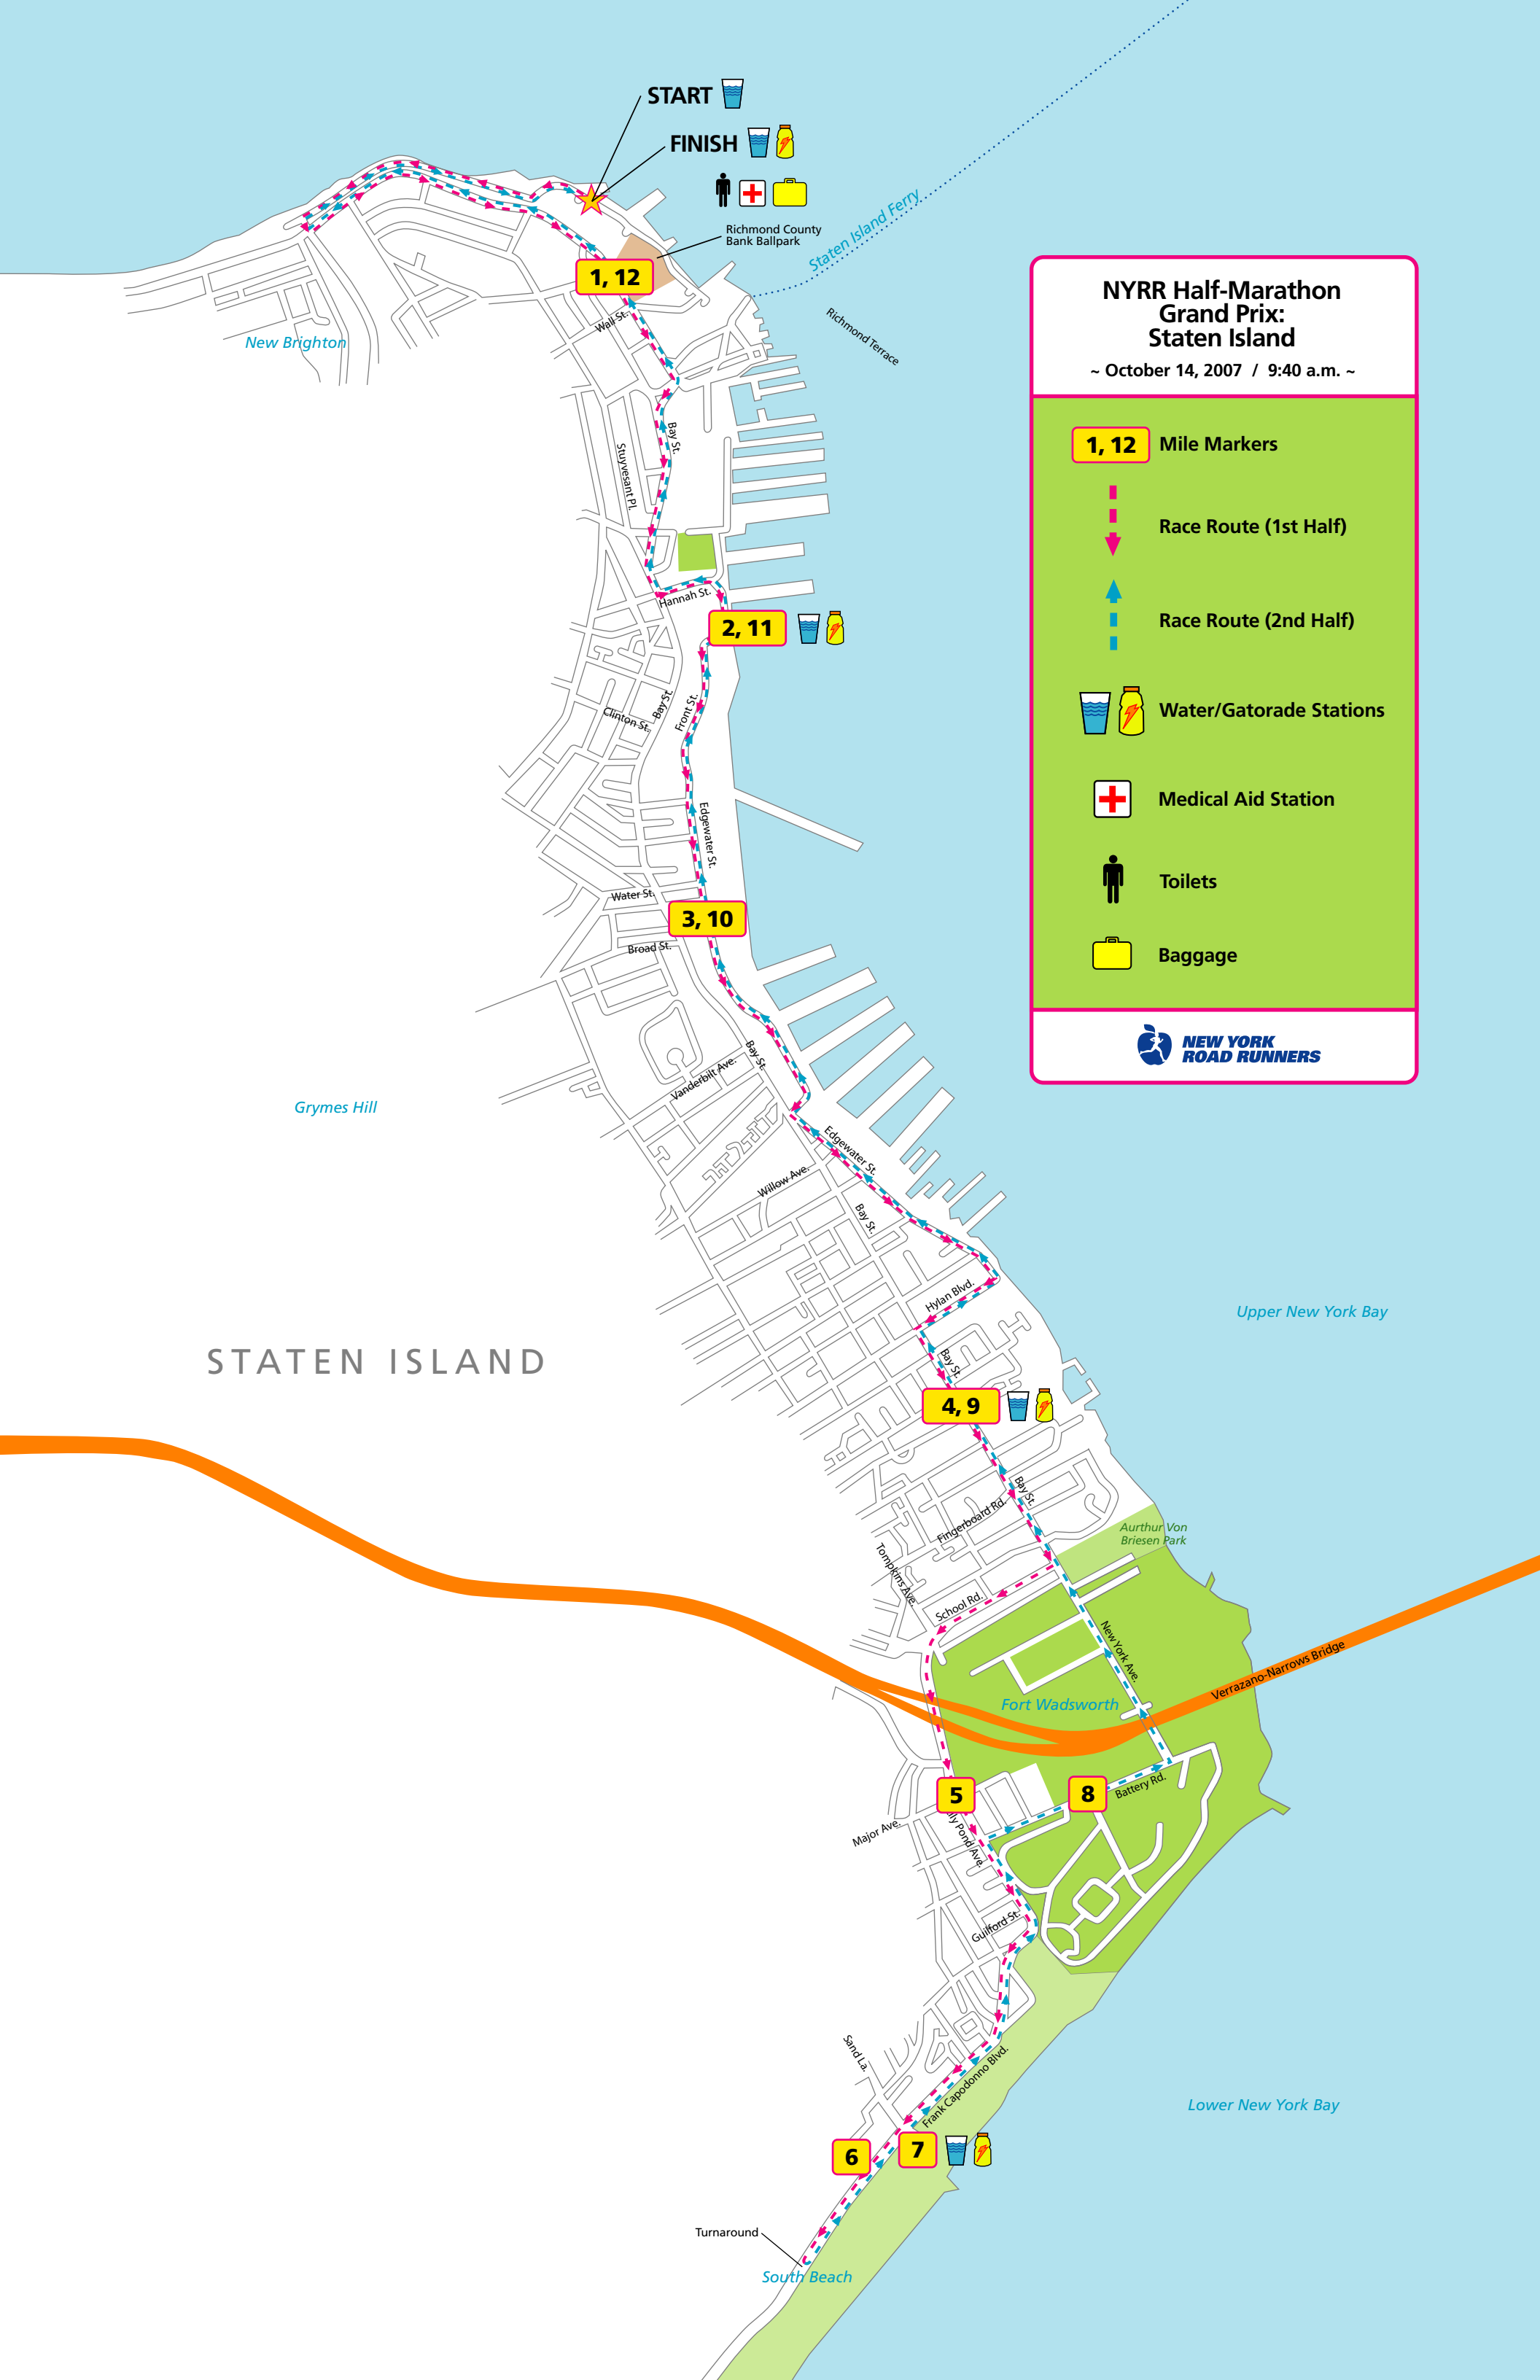 START
FINISH
Richmond County
Bank Ballpark
Staten Island Ferry
1, 12
Wall St.
Richmond Terrace
New Brighton
NYRR Half-Marathon
Grand Prix:
Staten Island
~ October 14, 2007 / 9:40 a.m. ~
1, 12 Mile Markers
Race Route (1st Half)
Race Route (2nd Half)
Water/Gatorade Stations
Medical Aid Station
Toilets
Baggage
NEW YORK
ROAD RUNNERS
Bay St.
Stuyvesant Pl.
Hannah St.
2, 11
Bay St.
Front St.
Clinton St.
Edgewater St.
Water St.
3, 10
Broad St.
Bay St.
Vanderbilt Ave.
Grymes Hill
Edgewater St.
Willow Ave.
Bay St.
Hylan Blvd.
Upper New York Bay
STATEN ISLAND
Bay St.
4, 9
Bay St.
Fingerboard Rd.
Aurthur Von
Briesen Park
Tompkins Ave.
School Rd.
New York Ave.
Verrazano-Narrows Bridge
Fort Wadsworth
5
8
Battery Rd.
Major Ave.
Pond Ave.
Guilford St.
Sand La.
Frank Capodonno Blvd.
Lower New York Bay
6
7
Turnaround
South Beach